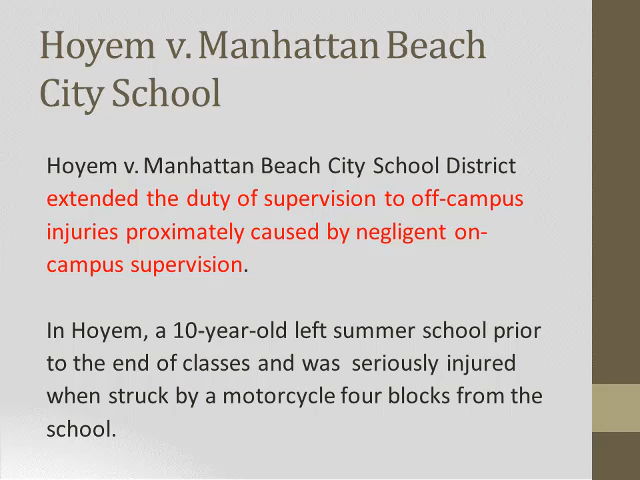 Hoyem v. Manhattan Beach
City School
Hoyem v. Manhattan Beach City School District
extended the duty of supervision to off-campus
injuries proximately caused by negligent on-
campus supervision.
In Hoyem, a 10-year-old left summer school prior
to the end of classes and was seriously injured
when struck by a motorcycle four blocks from the
school.